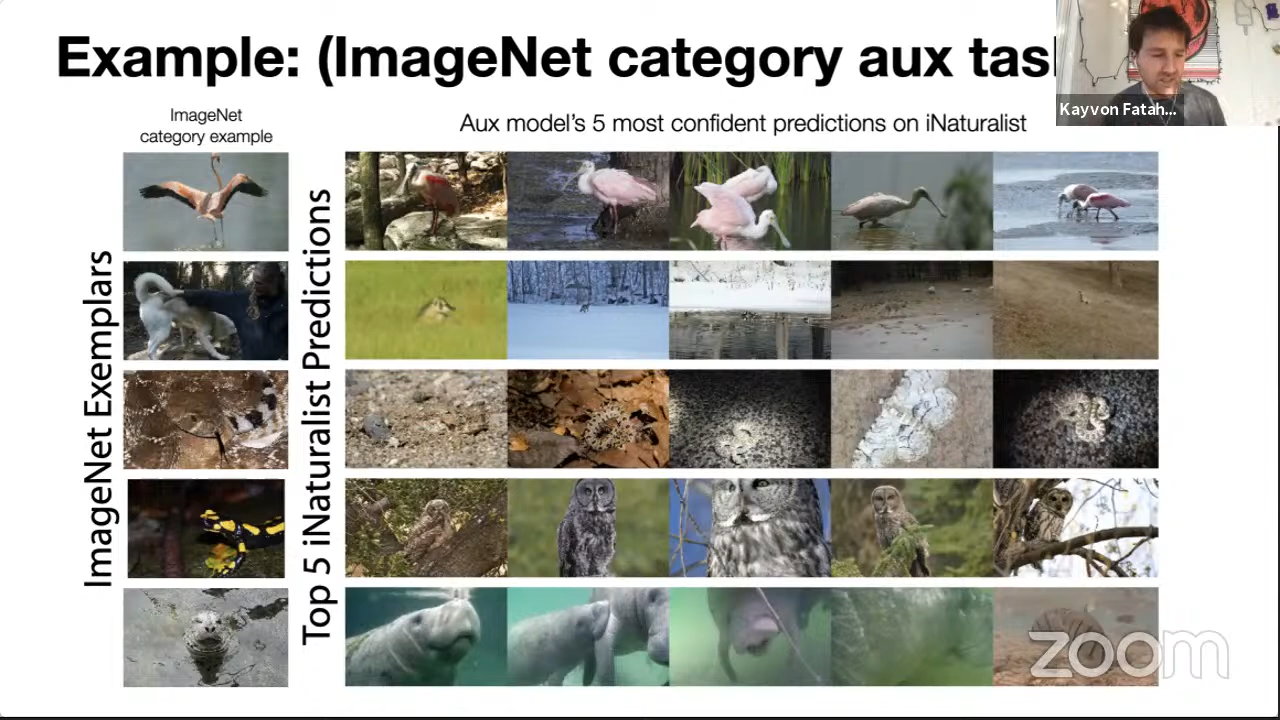 Example: (ImageNet category aux tas
Kayvon Fatah...
ImageNet
category example
Aux model's 5 most confident predictions on iNaturalist
ImageNet Exemplars
Top 5 iNaturalist Predictions
zoom